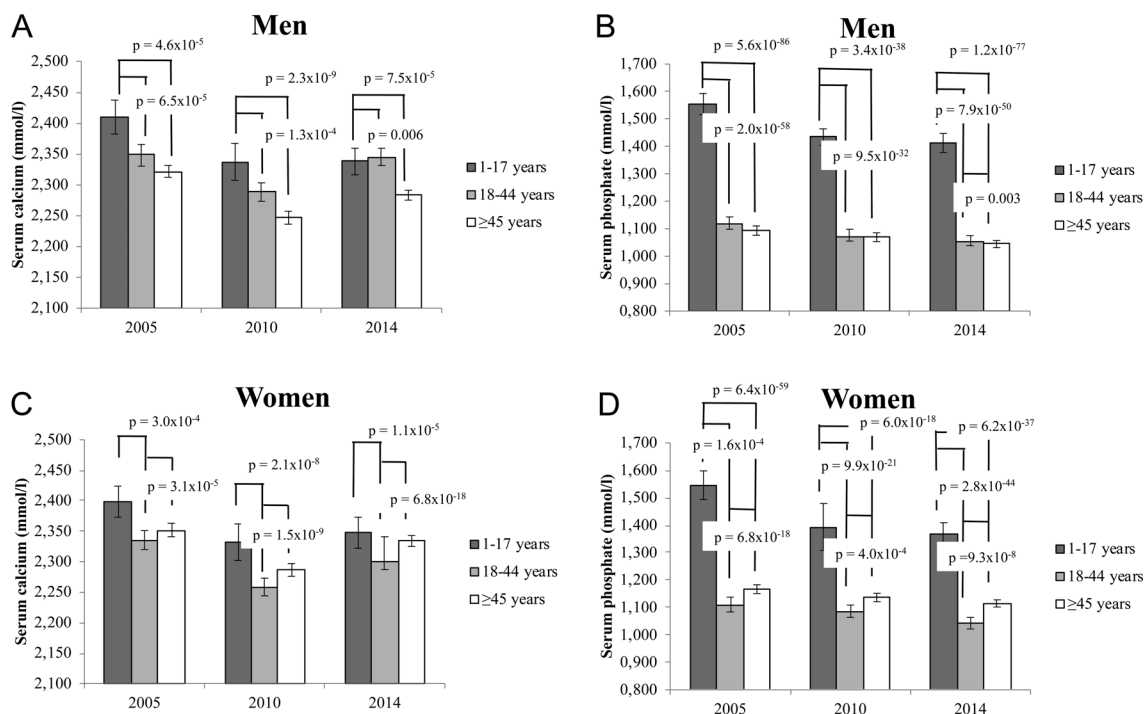 A
Men
p = 4.6x10-5
2,500
2,450
2,400
2,350
2,300
2,250
2,200
2,150
2,100
Serum calcium (mmol/l)
p = 6.5x10-5
p = 2.3x10-9
p = 1.3x10-4
p = 7.5x10-5
p = 0.006
1-17 years
18-44 years
≥45 years
2005
2010
2014
B
Men
p = 5.6x10-86
p = 3.4x10-38
p = 1.2x10-77
1,700
1,600
1,500
1,400
1,300
1,200
1,100
1,000
0,900
0,800
Serum phosphate (mmol/l)
p = 2.0x10-58
p = 9.5x10-32
p = 7.9x10-50
p = 0.003
1-17 years
18-44 years
≥45 years
2005
2010
2014
C
Women
p = 3.0x10-4
2,500
2,450
2,400
2,350
2,300
2,250
2,200
2,150
2,100
Serum calcium (mmol/l)
p = 3.1x10-5
p = 2.1x10-8
p = 1.5x10-9
p = 1.1x10-5
p = 6.8x10-18
1-17 years
18-44 years
≥45 years
2005
2010
2014
D
Women
p = 6.4x10-59
p = 6.0x10-18
p = 6.2x10-37
1,700
1,600
1,500
1,400
1,300
1,200
1,100
1,000
0,900
0,800
Serum phosphate (mmol/l)
p = 1.6x10-4
p = 9.9x10-21
p = 2.8x10-44
p = 6.8x10-18
p = 4.0x10-4
p =9.3x10-8
1-17 years
18-44 years
≥45 years
2005
2010
2014